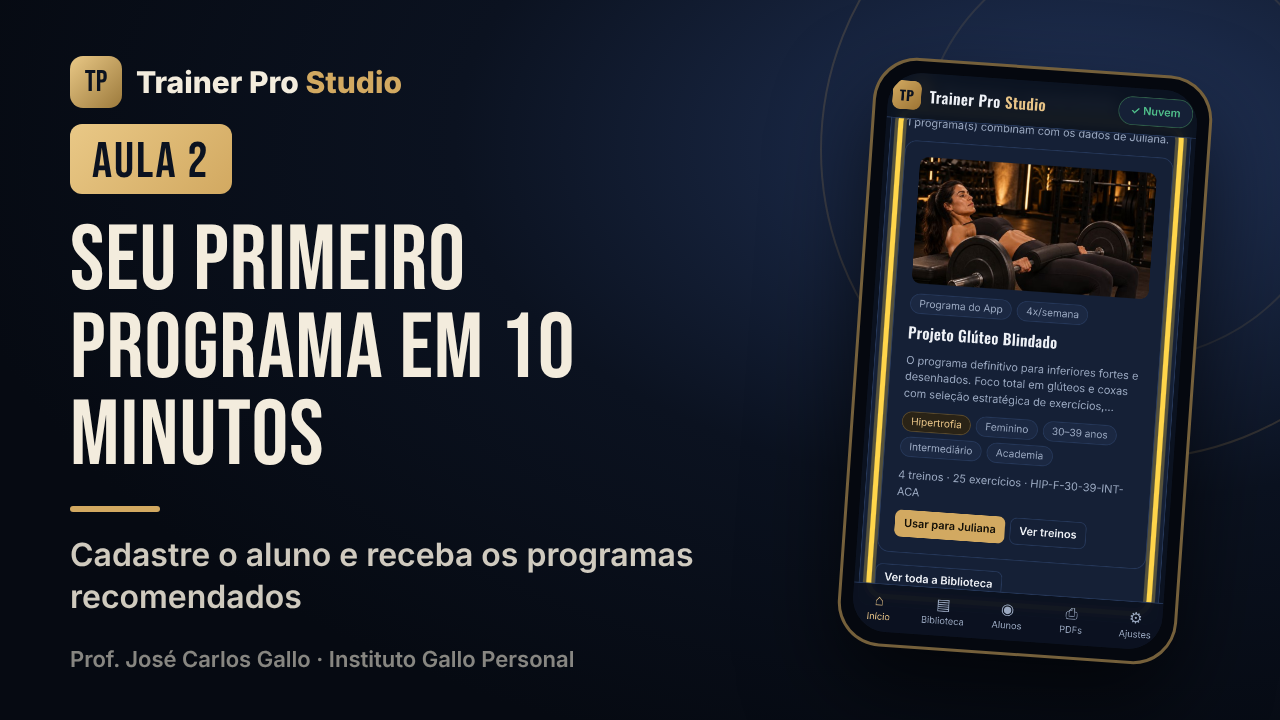 TP Trainer Pro Studio
AULA 2
SEU PRIMEIRO
PROGRAMA EM 10
MINUTOS
Cadastre o aluno e receba os programas
recomendados
Prof. José Carlos Gallo · Instituto Gallo Personal
TP Trainer Pro Studio ✓ Nuvem
programa(s) combinam com os dados de Juliana.
Programa do App 4x/semana
Projeto Glúteo Blindado
O programa definitivo para inferiores fortes e
desenhados. Foco total em glúteos e coxas
com seleção estratégica de exercícios,...
Hipertrofia Feminino 30–39 anos
Intermediário Academia
4 treinos · 25 exercícios · HIP-F-30-39-INT-
ACA
Usar para Juliana Ver treinos
Ver toda a Biblioteca
Início Biblioteca Alunos PDFs Ajustes